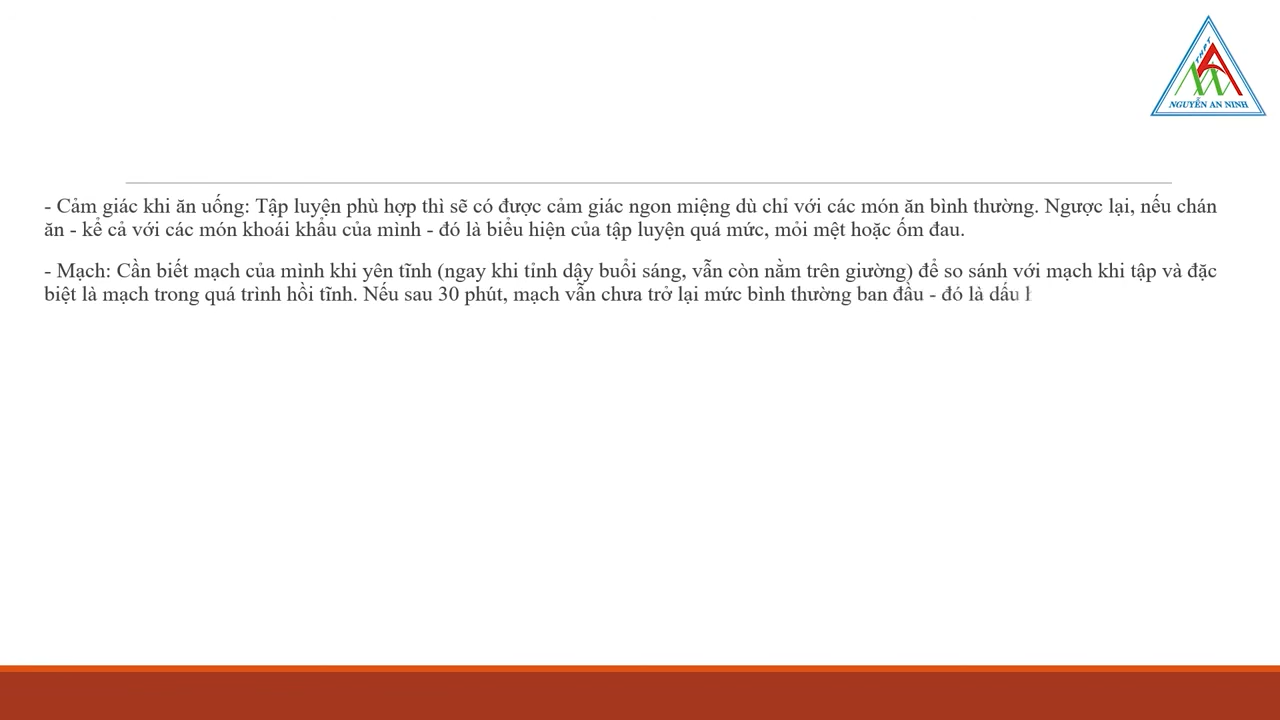 THPT
NGUYỄN AN NINH
- Cảm giác khi ăn uống: Tập luyện phù hợp thì sẽ có được cảm giác ngon miệng dù chỉ với các món ăn bình thường. Ngược lại, nếu chán
ăn - kể cả với các món khoái khẩu của mình - đó là biểu hiện của tập luyện quá mức, mỏi mệt hoặc ốm đau.
- Mạch: Cần biết mạch của mình khi yên tĩnh (ngay khi tỉnh dậy buổi sáng, vẫn còn nằm trên giường) để so sánh với mạch khi tập và đặc
biệt là mạch trong quá trình hồi tĩnh. Nếu sau 30 phút, mạch vẫn chưa trở lại mức bình thường ban đầu - đó là dấu